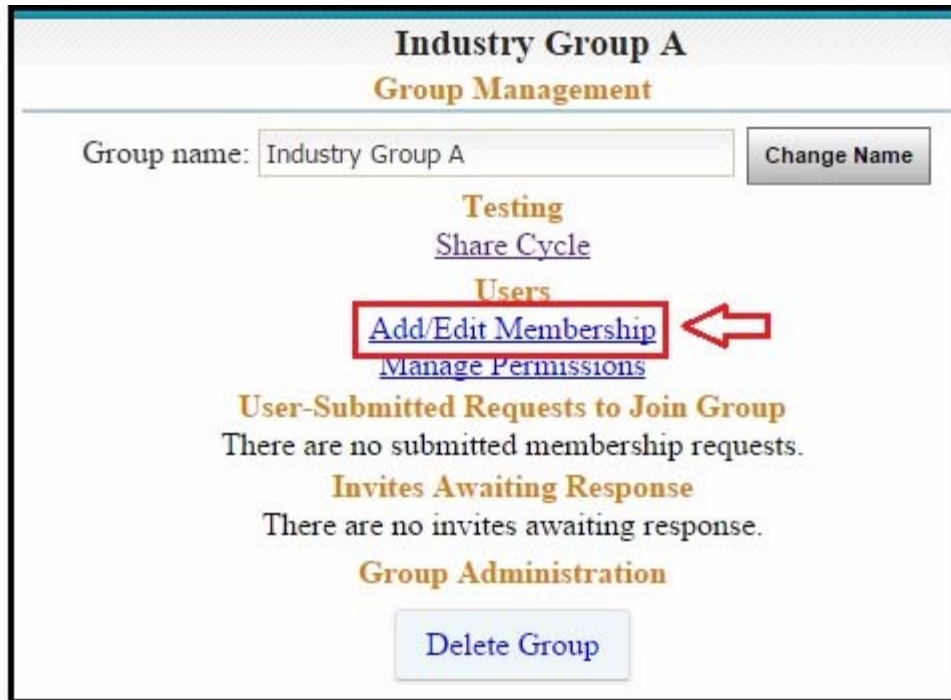 Industry Group A
Group Management
Group name: Industry Group A Change Name
Testing
Share Cycle
Users
Add/Edit Membership
Manage Permissions
User-Submitted Requests to Join Group
There are no submitted membership requests.
Invites Awaiting Response
There are no invites awaiting response.
Group Administration
Delete Group